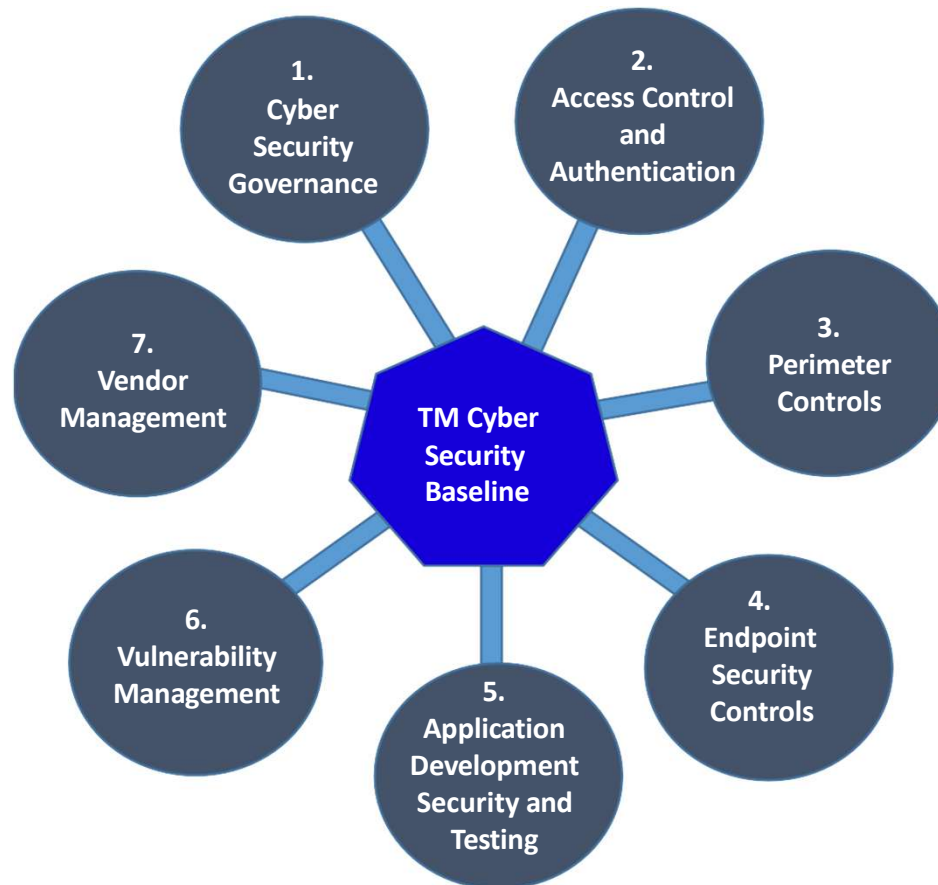 1.
Cyber
Security
Governance
2.
Access Control
and
Authentication
3.
Perimeter
Controls
7.
Vendor
Management
TM Cyber
Security
Baseline
4.
Endpoint
Security
Controls
6.
Vulnerability
Management
5.
Application
Development
Security and
Testing